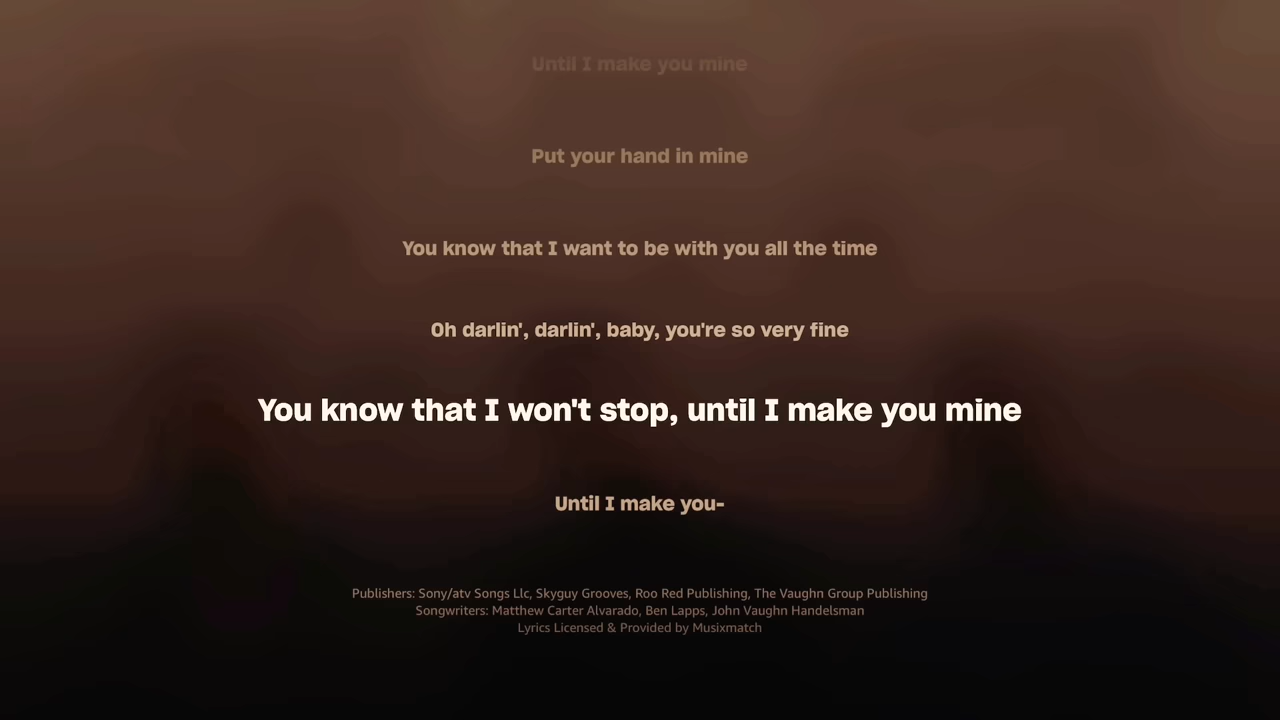 Until I make you mine
Put your hand in mine
You know that I want to be with you all the time
Oh darlin', darlin', baby, you're so very fine
You know that I won't stop, until I make you mine
Until I make you-
Publishers: Sony/atv Songs Llc, Skyguy Grooves, Roo Red Publishing, The Vaughn Group Publishing
Songwriters: Matthew Carter Alvarado, Ben Lapps, John Vaughn Handelsman
Lyrics Licensed & Provided by Musixmatch